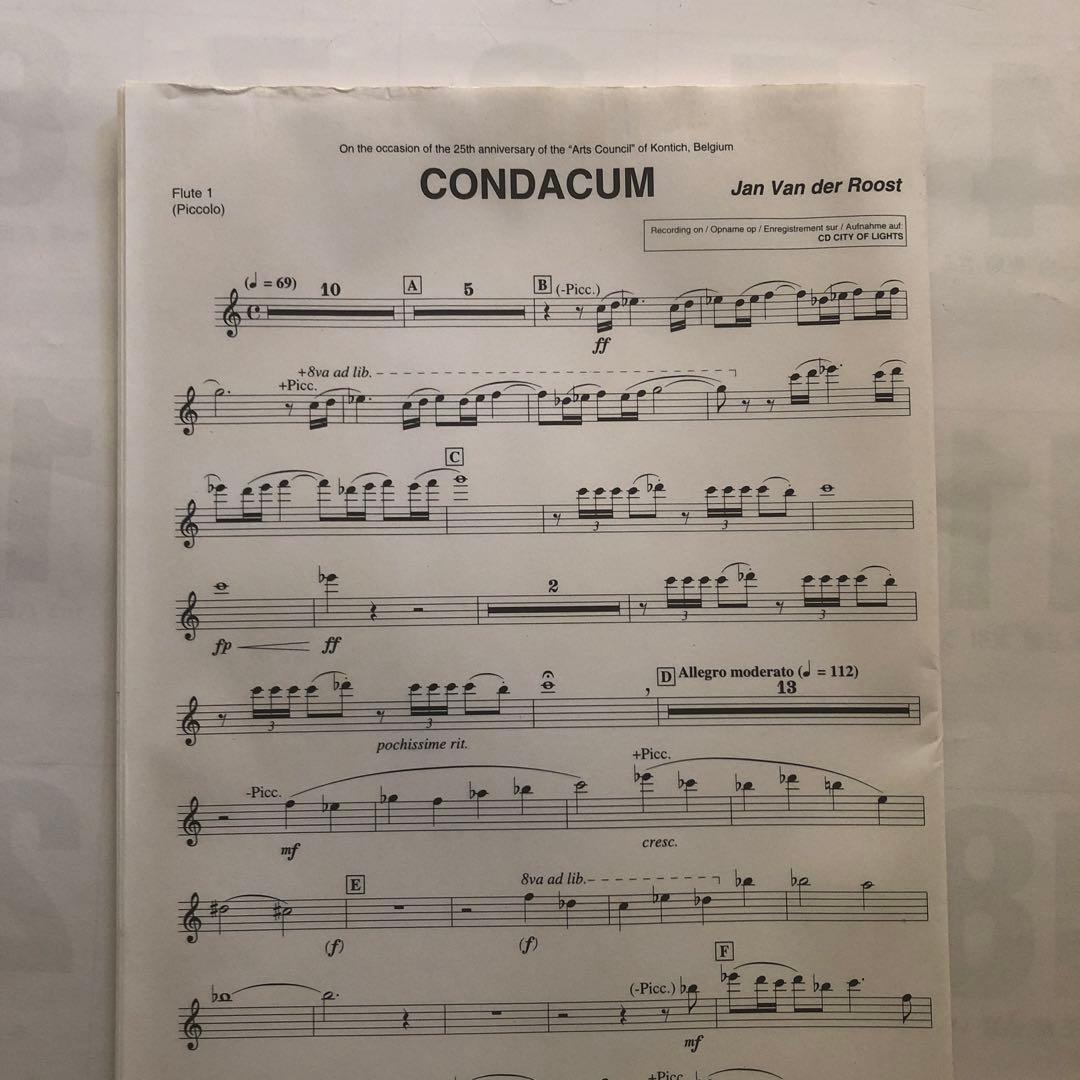 On the occasion of the 25th anniversary of the "Arts Council" of Kontich, Belgium
CONDACUM
Flute 1
(Piccolo)
Jan Van der Roost
Recording on / Opname op / Enregistrement sur / Aufnahme auf:
CD CITY OF LIGHTS
(♩ = 69) 10 A 5 B (-Picc.)
ff
+8va ad lib.
+Picc.
C
3 3
2
3 3
fp ff
D Allegro moderato (♩ = 112)
13
3 3
pochissime rit.
+Picc.
-Picc.
mf cresc.
E 8va ad lib.
(f) (f)
F
(-Picc.)
mf
+Picc.